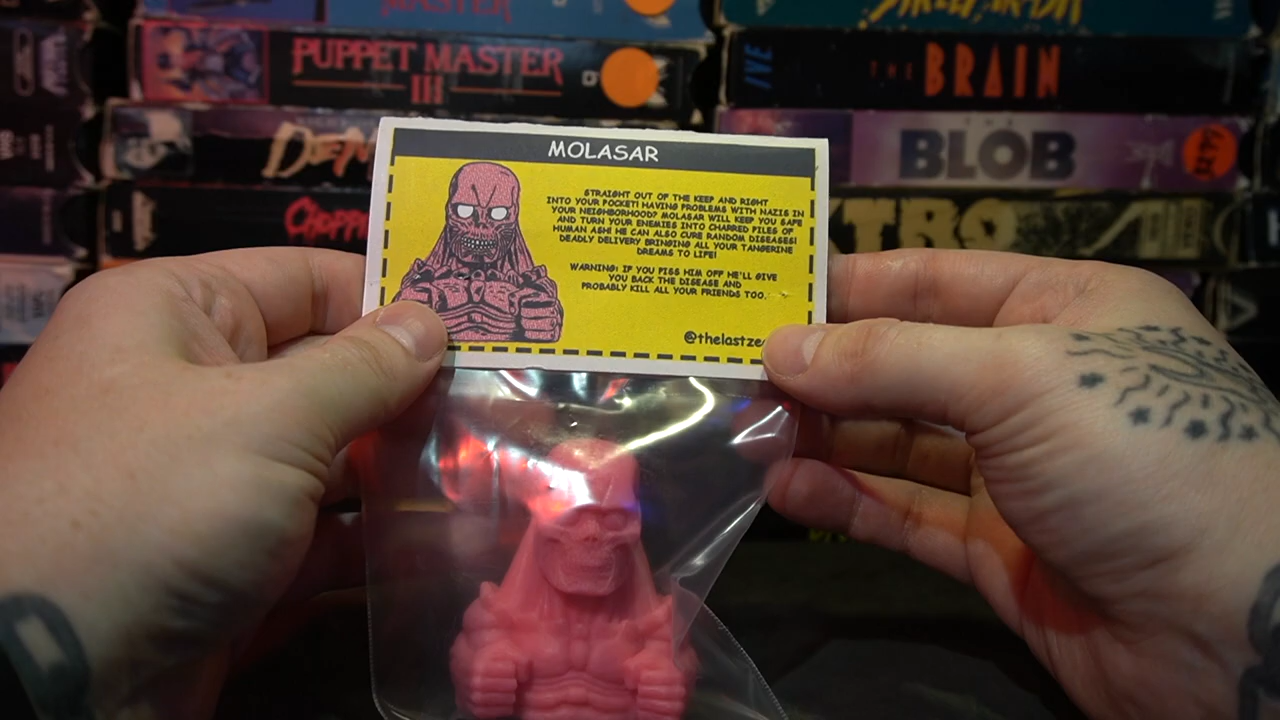 MASTER
PUPPET MASTER
III
IVE
THE BRAIN
BLOB
MOLASAR
STRAIGHT OUT OF THE KEEP AND RIGHT
INTO YOUR POCKET! HAVING PROBLEMS WITH NAZIS IN
YOUR NEIGHBORHOOD? MOLASAR WILL KEEP YOU SAFE
AND TURN YOUR ENEMIES INTO CHARRED PILES OF
HUMAN ASH! HE CAN ALSO CURE RANDOM DISEASES!
DEADLY DELIVERY BRINGING ALL YOUR TANGERINE
DREAMS TO LIFE!
WARNING: IF YOU PISS HIM OFF HE'LL GIVE
YOU BACK THE DISEASE AND
PROBABLY KILL ALL YOUR FRIENDS TOO.
@thelastze